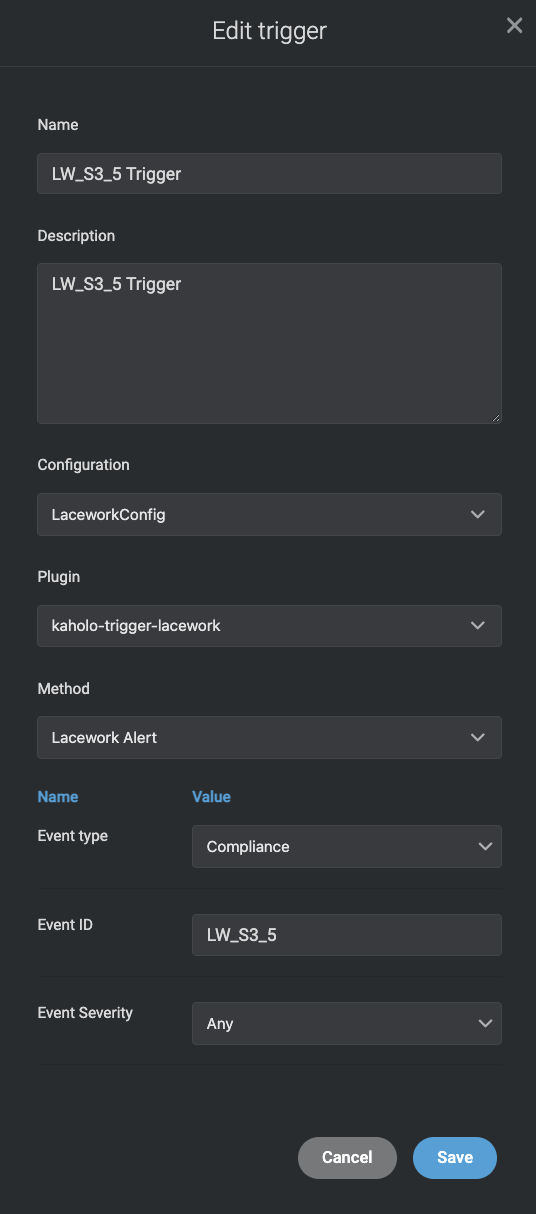 Edit trigger
Name
LW_S3_5 Trigger
Description
LW_S3_5 Trigger
Configuration
LaceworkConfig
Plugin
kaholo-trigger-lacework
Method
Lacework Alert
Name Value
Event type Compliance
Event ID LW_S3_5
Event Severity Any
Cancel Save